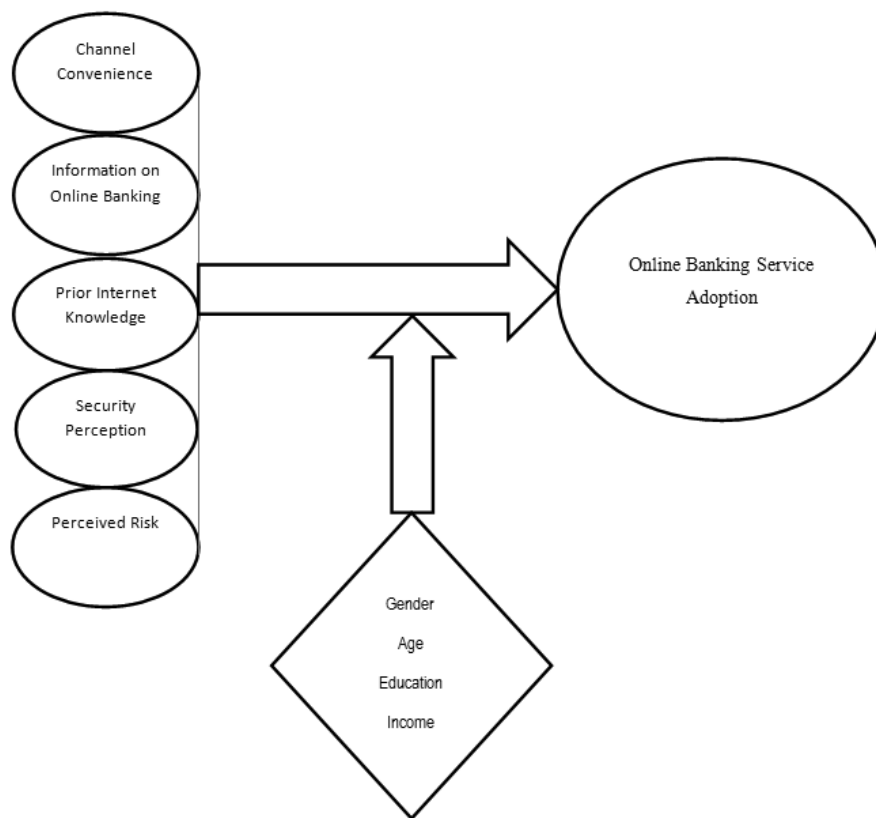 Channel
Convenience
Information on
Online Banking
Prior Internet
Knowledge
Security
Perception
Perceived Risk
Online Banking Service
Adoption
Gender
Age
Education
Income